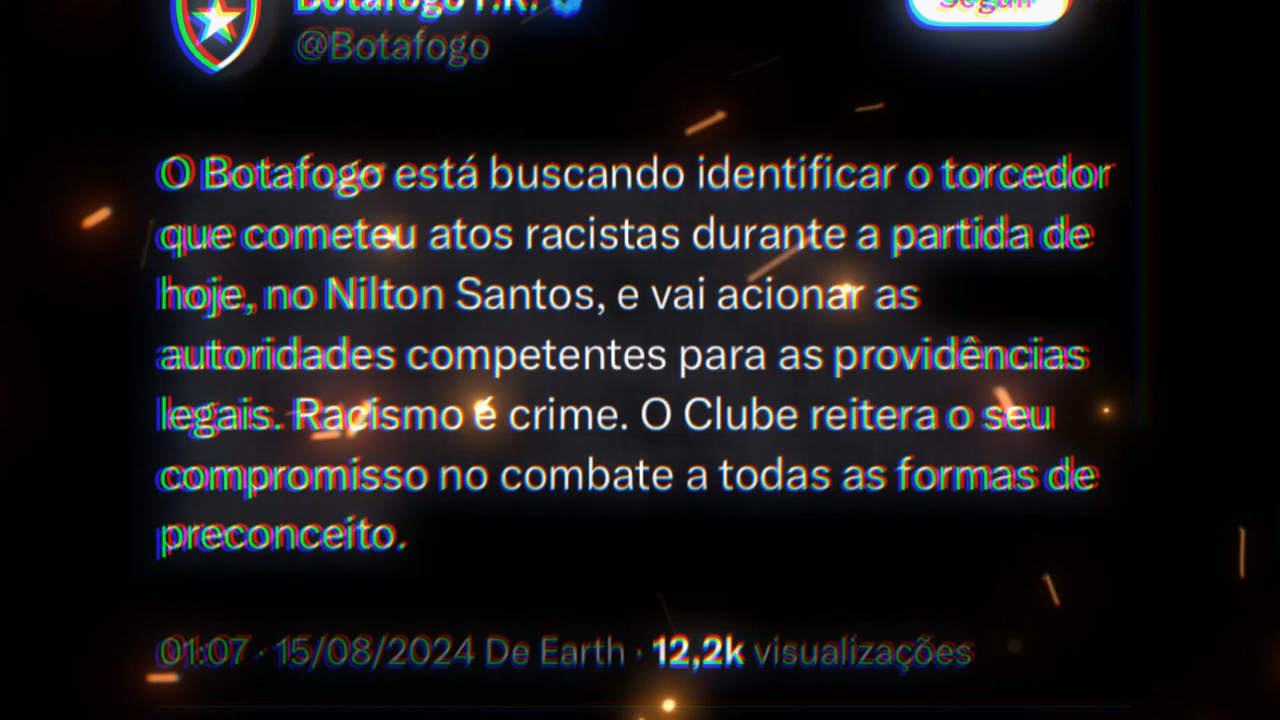 Botafogo F.R.
Seguir
@Botafogo
O Botafogo está buscando identificar o torcedor
que cometeu atos racistas durante a partida de
hoje, no Nilton Santos, e vai acionar as
autoridades competentes para as providências
legais. Racismo é crime. O Clube reitera o seu
compromisso no combate a todas as formas de
preconceito.
01:07 · 15/08/2024 De Earth · 12,2k visualizações